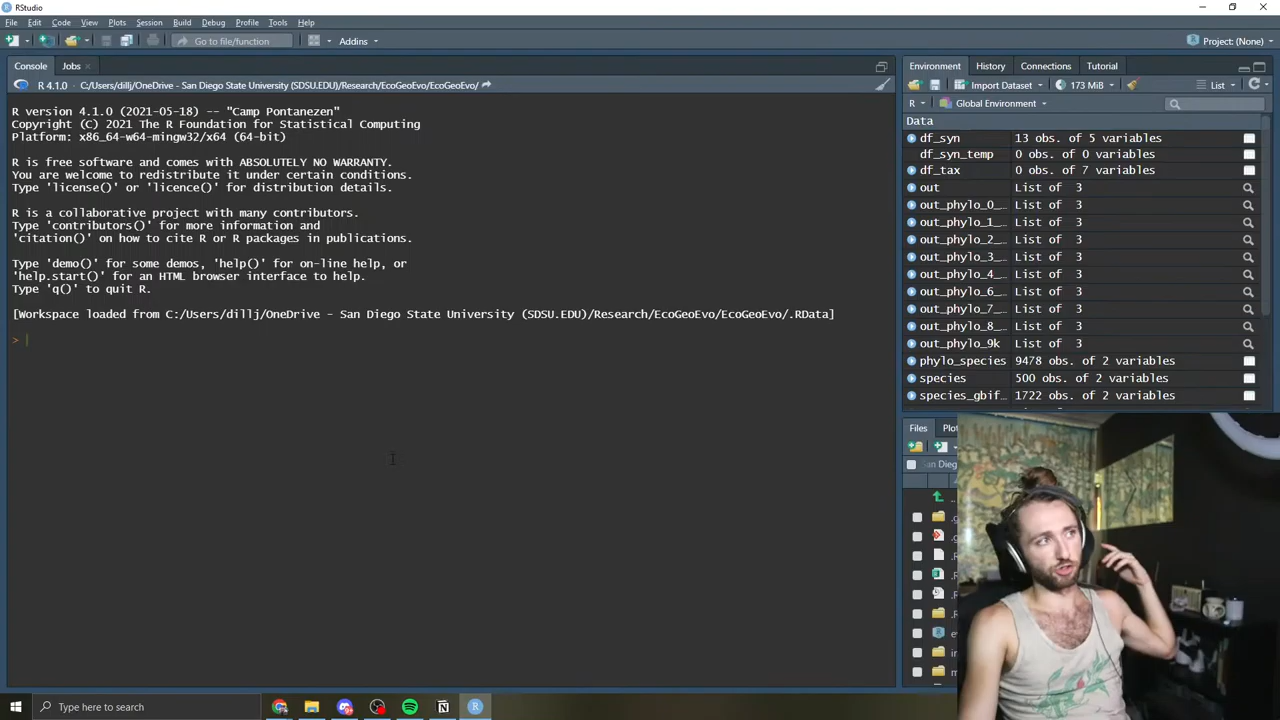 RStudio
File Edit Code View Plots Session Build Debug Profile Tools Help
Go to file/function
Addins
Project: (None)
Console Jobs
R 4.1.0 C:/Users/dillj/OneDrive - San Diego State University (SDSU.EDU)/Research/EcoGeoEvo/EcoGeoEvo/
R version 4.1.0 (2021-05-18) -- "Camp Pontanezen"
Copyright (C) 2021 The R Foundation for Statistical Computing
Platform: x86_64-w64-mingw32/x64 (64-bit)
R is free software and comes with ABSOLUTELY NO WARRANTY.
You are welcome to redistribute it under certain conditions.
Type 'license()' or 'licence()' for distribution details.
R is a collaborative project with many contributors.
Type 'contributors()' for more information and
'citation()' on how to cite R or R packages in publications.
Type 'demo()' for some demos, 'help()' for on-line help, or
'help.start()' for an HTML browser interface to help.
Type 'q()' to quit R.
[Workspace loaded from C:/Users/dillj/OneDrive - San Diego State University (SDSU.EDU)/Research/EcoGeoEvo/EcoGeoEvo/.RData]
>
Environment History Connections Tutorial
Import Dataset 173 MiB List
R Global Environment
Data
df_syn 13 obs. of 5 variables
df_syn_temp 0 obs. of 0 variables
df_tax 0 obs. of 7 variables
out List of 3
out_phylo_0_… List of 3
out_phylo_1_… List of 3
out_phylo_2_… List of 3
out_phylo_3_… List of 3
out_phylo_4_… List of 3
out_phylo_6_… List of 3
out_phylo_7_… List of 3
out_phylo_8_… List of 3
out_phylo_9k List of 3
phylo_species 9478 obs. of 2 variables
species 500 obs. of 2 variables
species_gbif… 1722 obs. of 2 variables
Files Plot
an Dieg
..
Type here to search